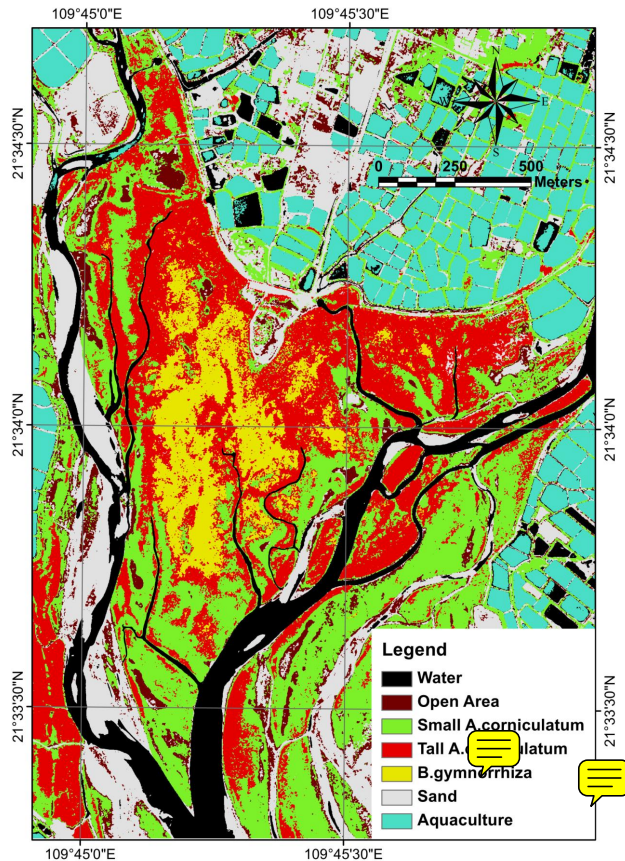 109°45'0"E 109°45'30"E
N
W E
S
21°34'30"N 21°34'30"N
0 250 500
Meters
21°34'0"N 21°34'0"N
21°33'30"N 21°33'30"N
Legend
Water
Open Area
Small A.corniculatum
Tall
B.gymnorrhiza
Sand
Aquaculture
109°45'0"E 109°45'30"E